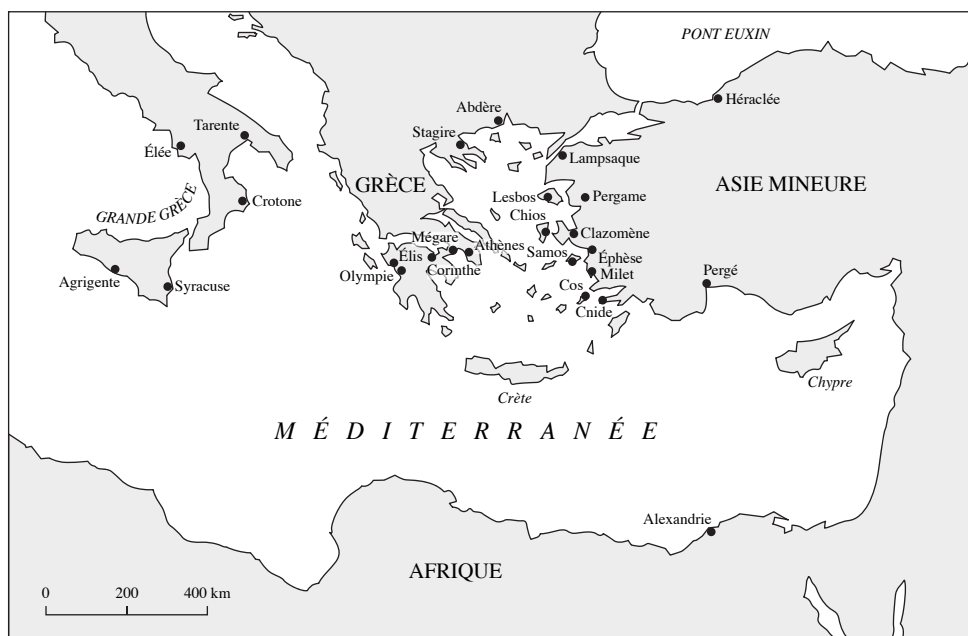 PONT EUXIN
Héraclée
Abdère
Tarente
Stagire
Élée
Lampsaque
GRÈCE
ASIE MINEURE
Lesbos
Pergame
GRANDE GRÈCE
Crotone
Chios
Mégare
Athènes
Clazomène
Élis
Samos
Éphèse
Corinthe
Olympie
Milet
Pergé
Agrigente
Syracuse
Cos
Cnide
Chypre
Crète
MÉDITERRANÉE
Alexandrie
AFRIQUE
0 200 400 km